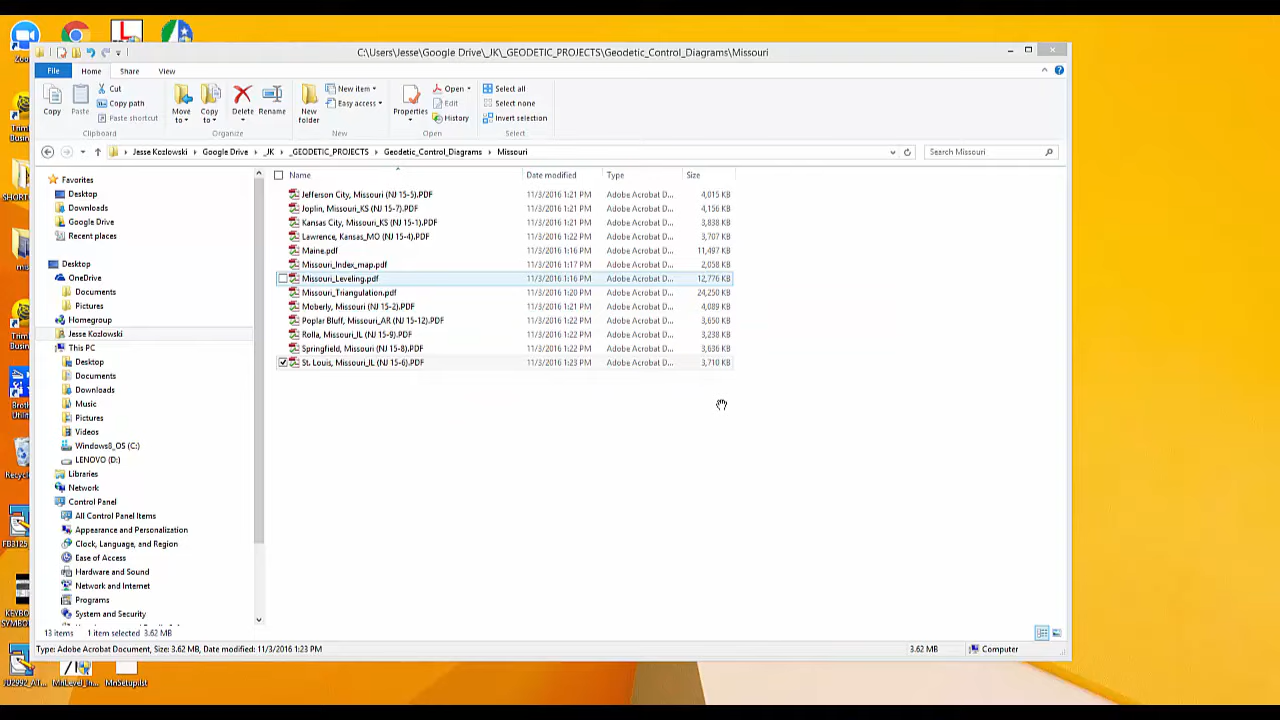 C:\Users\Jesse\Google Drive\_JK\_GEODETIC_PROJECTS\Geodetic_Control_Diagrams\Missouri
File Home Share View
Copy Paste Cut Copy path Paste shortcut Move to Copy to Delete Rename New folder New item Easy access Properties Open Edit History Select all Select none Invert selection
Clipboard Organize New Open Select
Jesse Kozlowski Google Drive _JK _GEODETIC_PROJECTS Geodetic_Control_Diagrams Missouri Search Missouri
Name Date modified Type Size
Jefferson City, Missouri (NJ 15-5).PDF 11/3/2016 1:21 PM Adobe Acrobat D... 4,015 KB
Joplin, Missouri_KS (NJ 15-7).PDF 11/3/2016 1:21 PM Adobe Acrobat D... 4,156 KB
Kansas City, Missouri_KS (NJ 15-1).PDF 11/3/2016 1:21 PM Adobe Acrobat D... 3,838 KB
Lawrence, Kansas_MO (NJ 15-4).PDF 11/3/2016 1:22 PM Adobe Acrobat D... 3,707 KB
Maine.pdf 11/3/2016 1:16 PM Adobe Acrobat D... 11,497 KB
Missouri_Index_map.pdf 11/3/2016 1:17 PM Adobe Acrobat D... 2,058 KB
Missouri_Leveling.pdf 11/3/2016 1:16 PM Adobe Acrobat D... 12,776 KB
Missouri_Triangulation.pdf 11/3/2016 1:20 PM Adobe Acrobat D... 24,250 KB
Moberly, Missouri (NJ 15-2).PDF 11/3/2016 1:22 PM Adobe Acrobat D... 4,089 KB
Poplar Bluff, Missouri_AR (NJ 15-12).PDF 11/3/2016 1:22 PM Adobe Acrobat D... 3,650 KB
Rolla, Missouri_IL (NJ 15-9).PDF 11/3/2016 1:22 PM Adobe Acrobat D... 3,238 KB
Springfield, Missouri (NJ 15-8).PDF 11/3/2016 1:22 PM Adobe Acrobat D... 3,636 KB
St. Louis, Missouri_IL (NJ 15-6).PDF 11/3/2016 1:23 PM Adobe Acrobat D... 3,710 KB
Favorites
Desktop
Downloads
Google Drive
Recent places
Desktop
OneDrive
Documents
Pictures
Homegroup
Jesse Kozlowski
This PC
Desktop
Documents
Downloads
Music
Pictures
Videos
Windows8_OS (C:)
LENOVO (D:)
Libraries
Network
Control Panel
All Control Panel Items
Appearance and Personalization
Clock, Language, and Region
Ease of Access
Hardware and Sound
Network and Internet
Programs
System and Security
13 items 1 item selected 3.62 MB
Type: Adobe Acrobat Document, Size: 3.62 MB, Date modified: 11/3/2016 1:23 PM 3.62 MB Computer